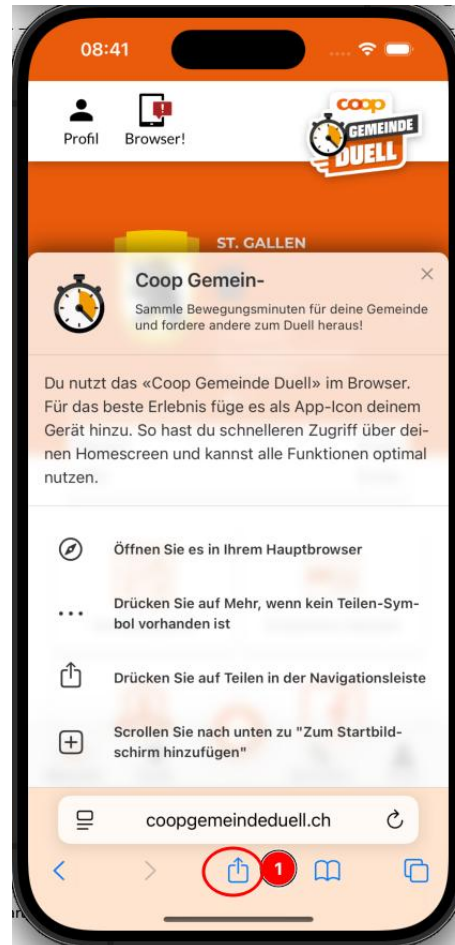 08:41
Profil
Browser!
coop
GEMEINDE
DUELL
ST. GALLEN
Coop Gemein-
Sammle Bewegungsminuten für deine Gemeinde
und fordere andere zum Duell heraus!
Du nutzt das «Coop Gemeinde Duell» im Browser.
Für das beste Erlebnis füge es als App-Icon deinem
Gerät hinzu. So hast du schnelleren Zugriff über dei-
nen Homescreen und kannst alle Funktionen optimal
nutzen.
Öffnen Sie es in Ihrem Hauptbrowser
Drücken Sie auf Mehr, wenn kein Teilen-Sym-
bol vorhanden ist
Drücken Sie auf Teilen in der Navigationsleiste
Scrollen Sie nach unten zu "Zum Startbild-
schirm hinzufügen"
coopgemeindeduell.ch
1